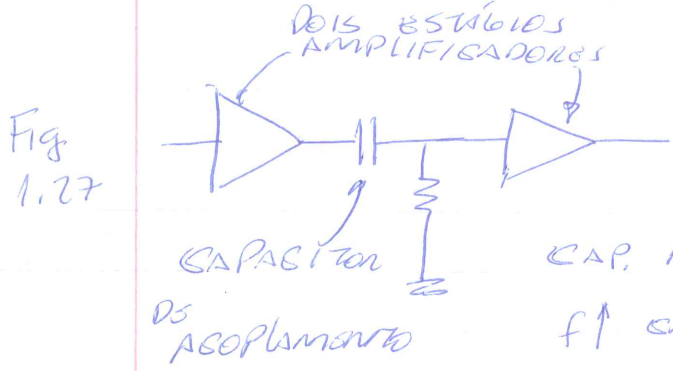 DOIS ESTÁGIOS
AMPLIFICADORES
Fig
1.27
CAPACITOR
DE
ACOPLAMENTO
CAP.
f↑